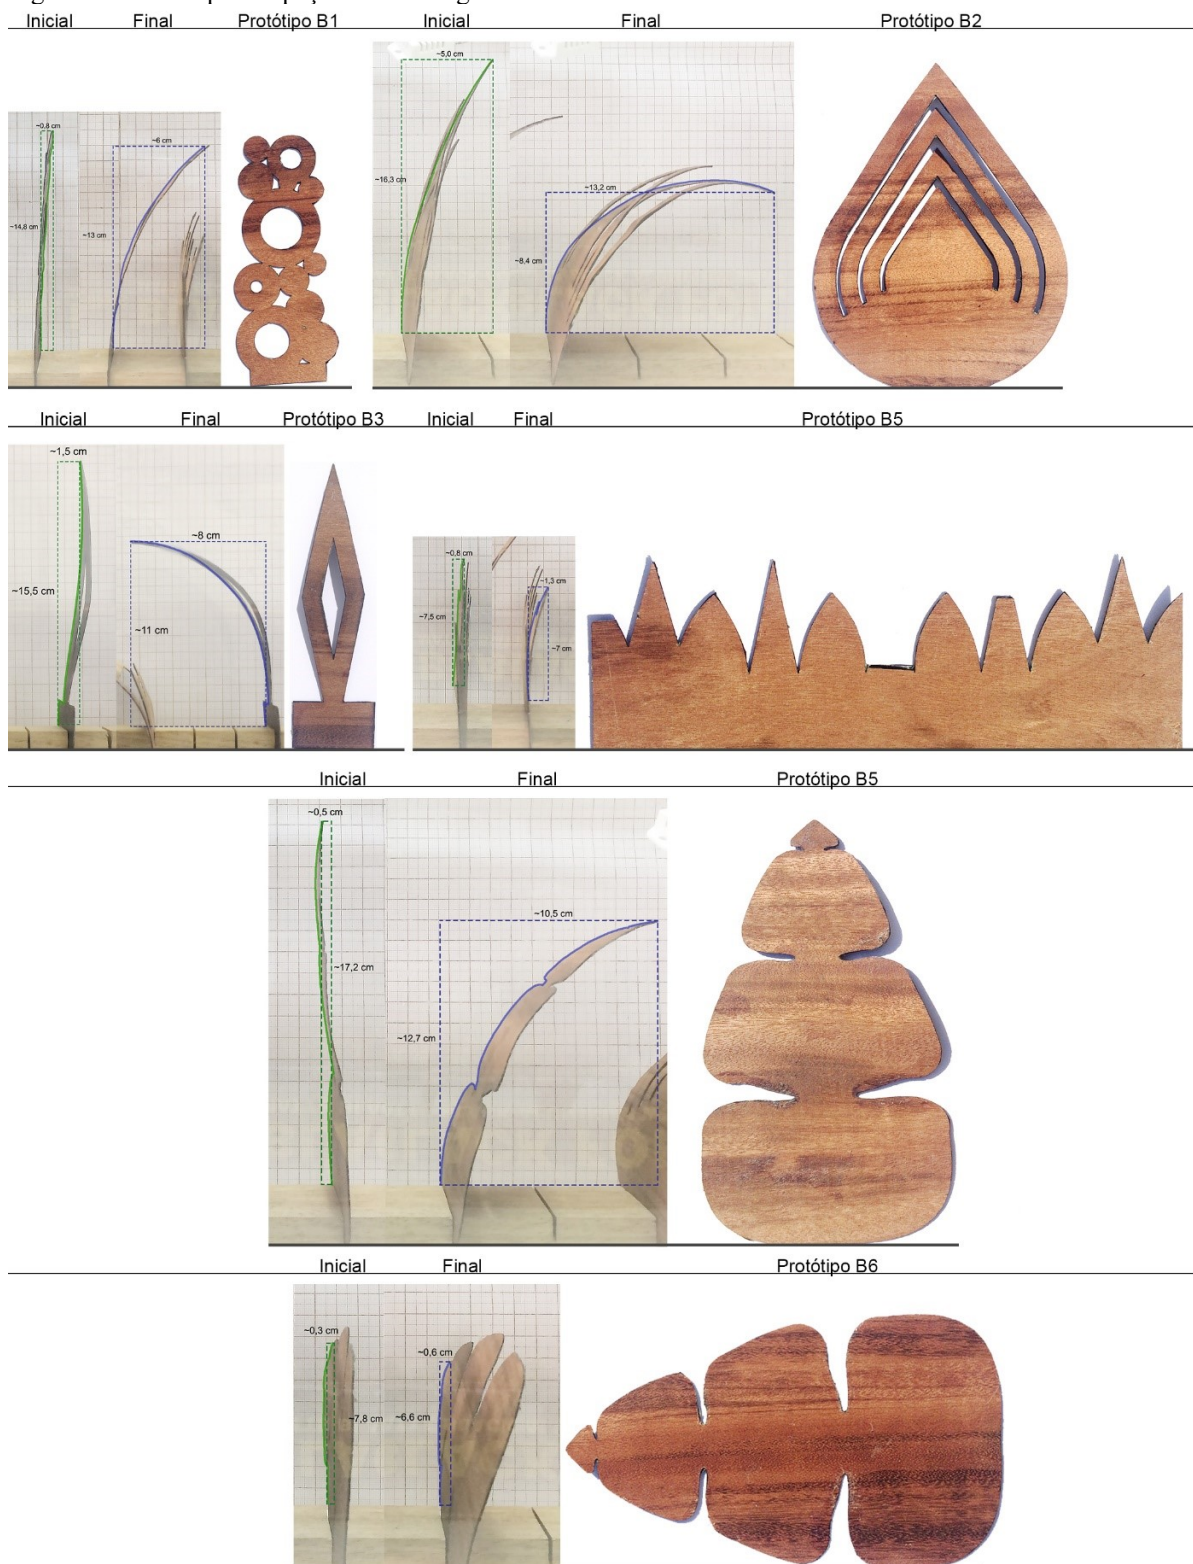 Inicial Final Protótipo B1 Inicial Final Protótipo B2
~0,8 cm
~14,8 cm
~6 cm
~13 cm
~5,0 cm
~16,3 cm
~13,2 cm
~8,4 cm
Inicial Final Protótipo B3 Inicial Final Protótipo B5
~1,5 cm
~15,5 cm
~8 cm
~11 cm
~0,8 cm
~7,5 cm
~1,3 cm
~7 cm
Inicial Final Protótipo B5
~0,5 cm
~17,2 cm
~10,5 cm
~12,7 cm
Inicial Final Protótipo B6
~0,3 cm
~7,8 cm
~0,6 cm
~6,6 cm